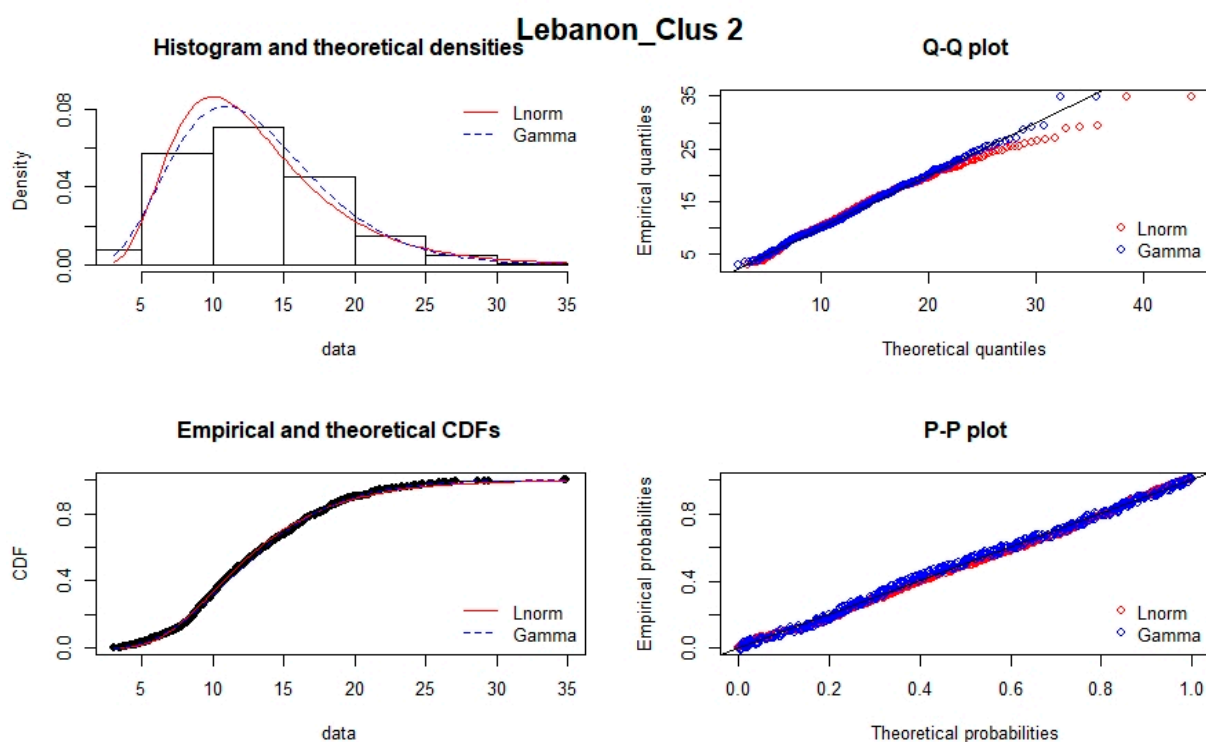 Lebanon_Clus 2
Histogram and theoretical densities
Density
0.00 0.04 0.08
Lnorm
Gamma
5 10 15 20 25 30 35
data
Q-Q plot
Empirical quantiles
5 15 25 35
Lnorm
Gamma
10 20 30 40
Theoretical quantiles
Empirical and theoretical CDFs
CDF
0.0 0.4 0.8
Lnorm
Gamma
5 10 15 20 25 30 35
data
P-P plot
Empirical probabilities
0.0 0.4 0.8
Lnorm
Gamma
0.0 0.2 0.4 0.6 0.8 1.0
Theoretical probabilities